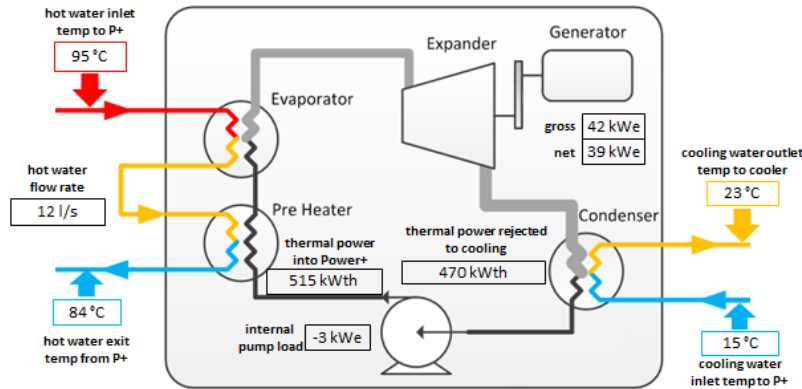 hot water inlet
temp to P+
95 °C
Evaporator
Expander
Generator
gross 42 kWe
net 39 kWe
hot water
flow rate
12 l/s
cooling water outlet
temp to cooler
23 °C
Pre Heater
thermal power
into Power+
515 kWth
thermal power rejected
to cooling
470 kWth
Condenser
84 °C
hot water exit
temp from P+
internal
pump load
-3 kWe
15 °C
cooling water
inlet temp to P+